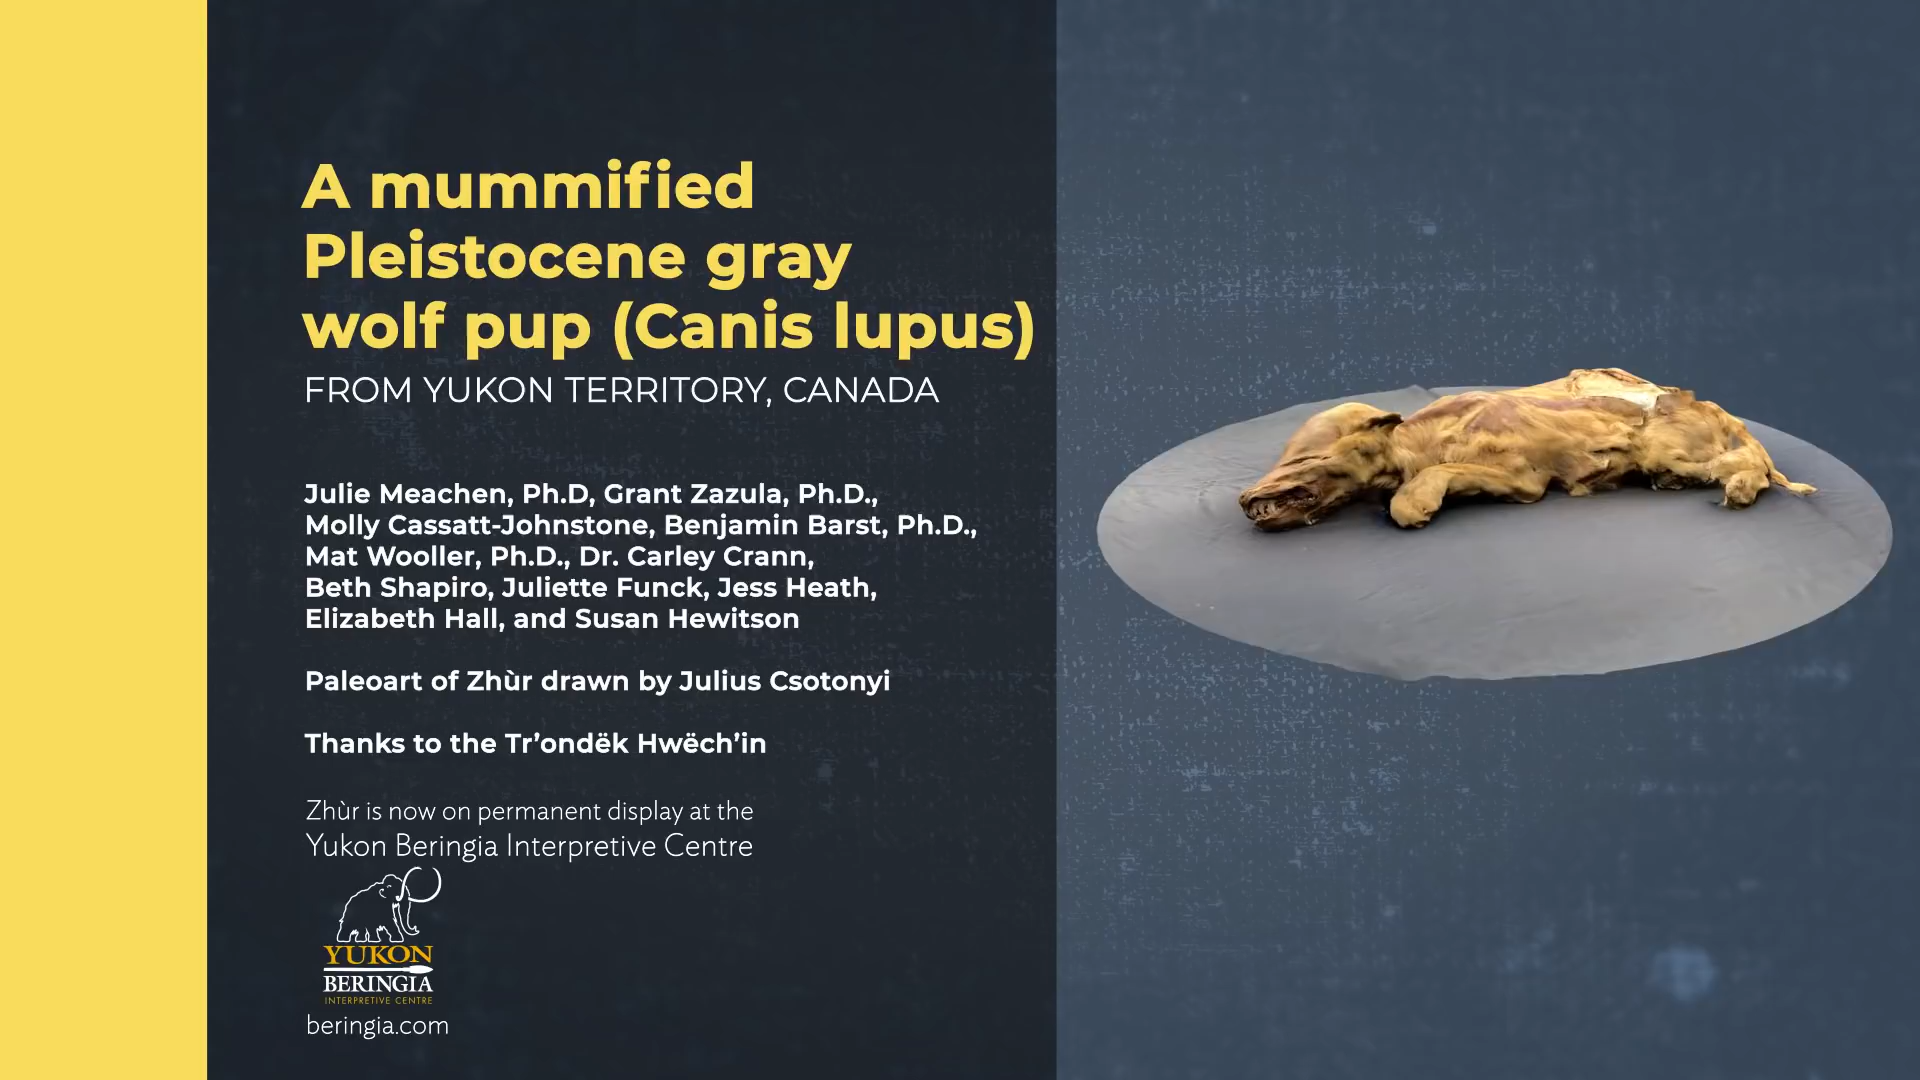 A mummified
Pleistocene gray
wolf pup (Canis lupus)
FROM YUKON TERRITORY, CANADA
Julie Meachen, Ph.D, Grant Zazula, Ph.D.,
Molly Cassatt-Johnstone, Benjamin Barst, Ph.D.,
Mat Wooller, Ph.D., Dr. Carley Crann,
Beth Shapiro, Juliette Funck, Jess Heath,
Elizabeth Hall, and Susan Hewitson
Paleoart of Zhùr drawn by Julius Csotonyi
Thanks to the Tr’ondëk Hwëch’in
Zhùr is now on permanent display at the
Yukon Beringia Interpretive Centre
YUKON
BERINGIA
INTERPRETIVE CENTRE
beringia.com